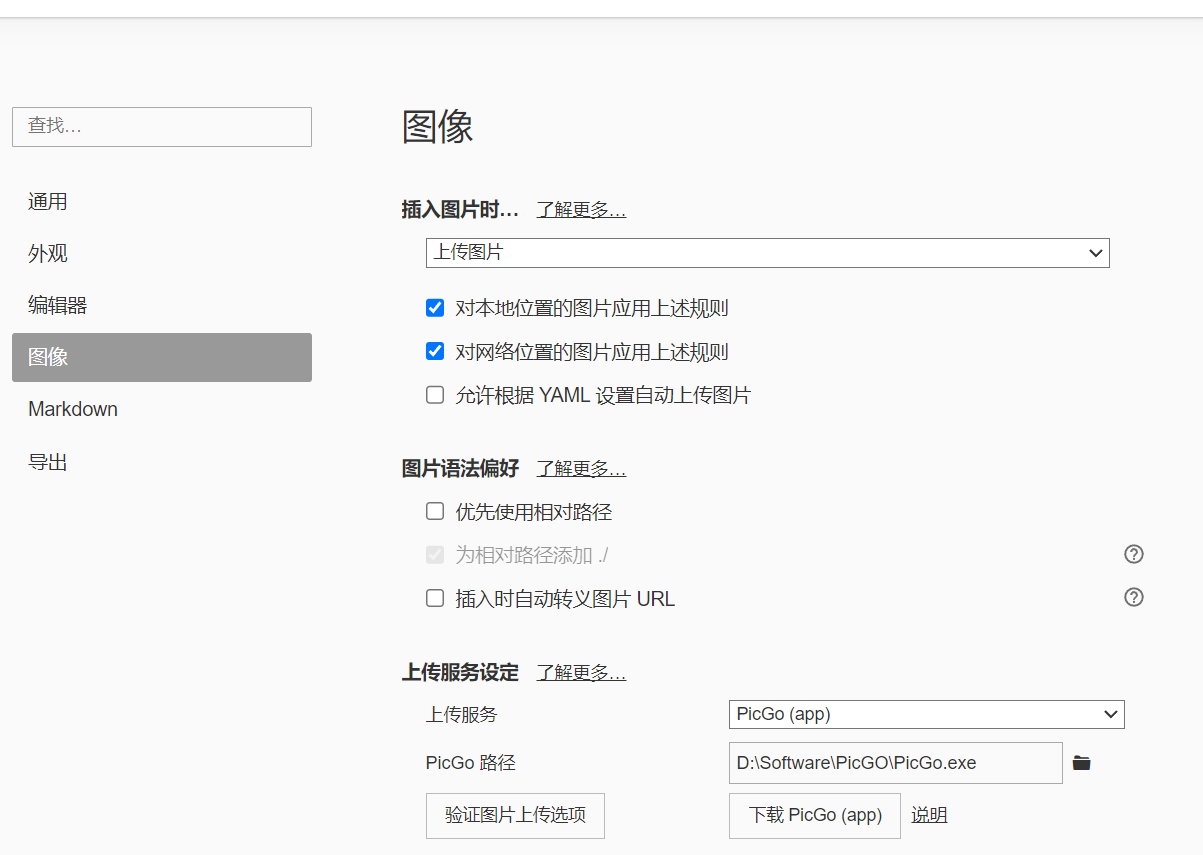 查找…
通用
外观
编辑器
图像
Markdown
导出
图像
插入图片时… 了解更多…
上传图片
对本地位置的图片应用上述规则
对网络位置的图片应用上述规则
允许根据 YAML 设置自动上传图片
图片语法偏好 了解更多…
优先使用相对路径
为相对路径添加 ./
插入时自动转义图片 URL
上传服务设定 了解更多…
上传服务 PicGo (app)
PicGo 路径 D:\Software\PicGO\PicGo.exe
验证图片上传选项 下载 PicGo (app) 说明